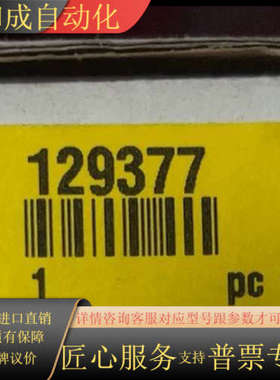 成自动化
129377
1 pc
详情咨询客服对应型号跟参数才可
进口直销
有保障
牌议价
匠心服务 支持 普票专